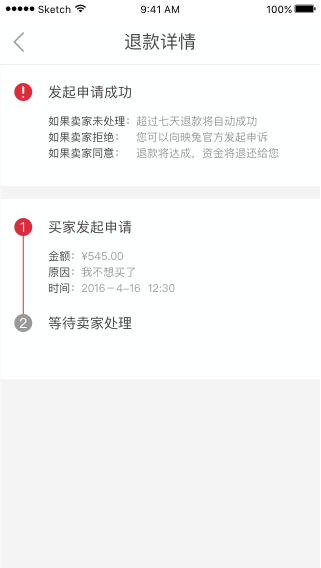 Sketch 9:41 AM 100%
退款详情
! 发起申请成功
如果卖家未处理：超过七天退款将自动成功
如果卖家拒绝： 您可以向映兔官方发起申诉
如果卖家同意： 退款将达成，资金将退还给您
1 买家发起申请
金额：¥545.00
原因：我不想买了
时间：2016-4-16 12:30
2 等待卖家处理